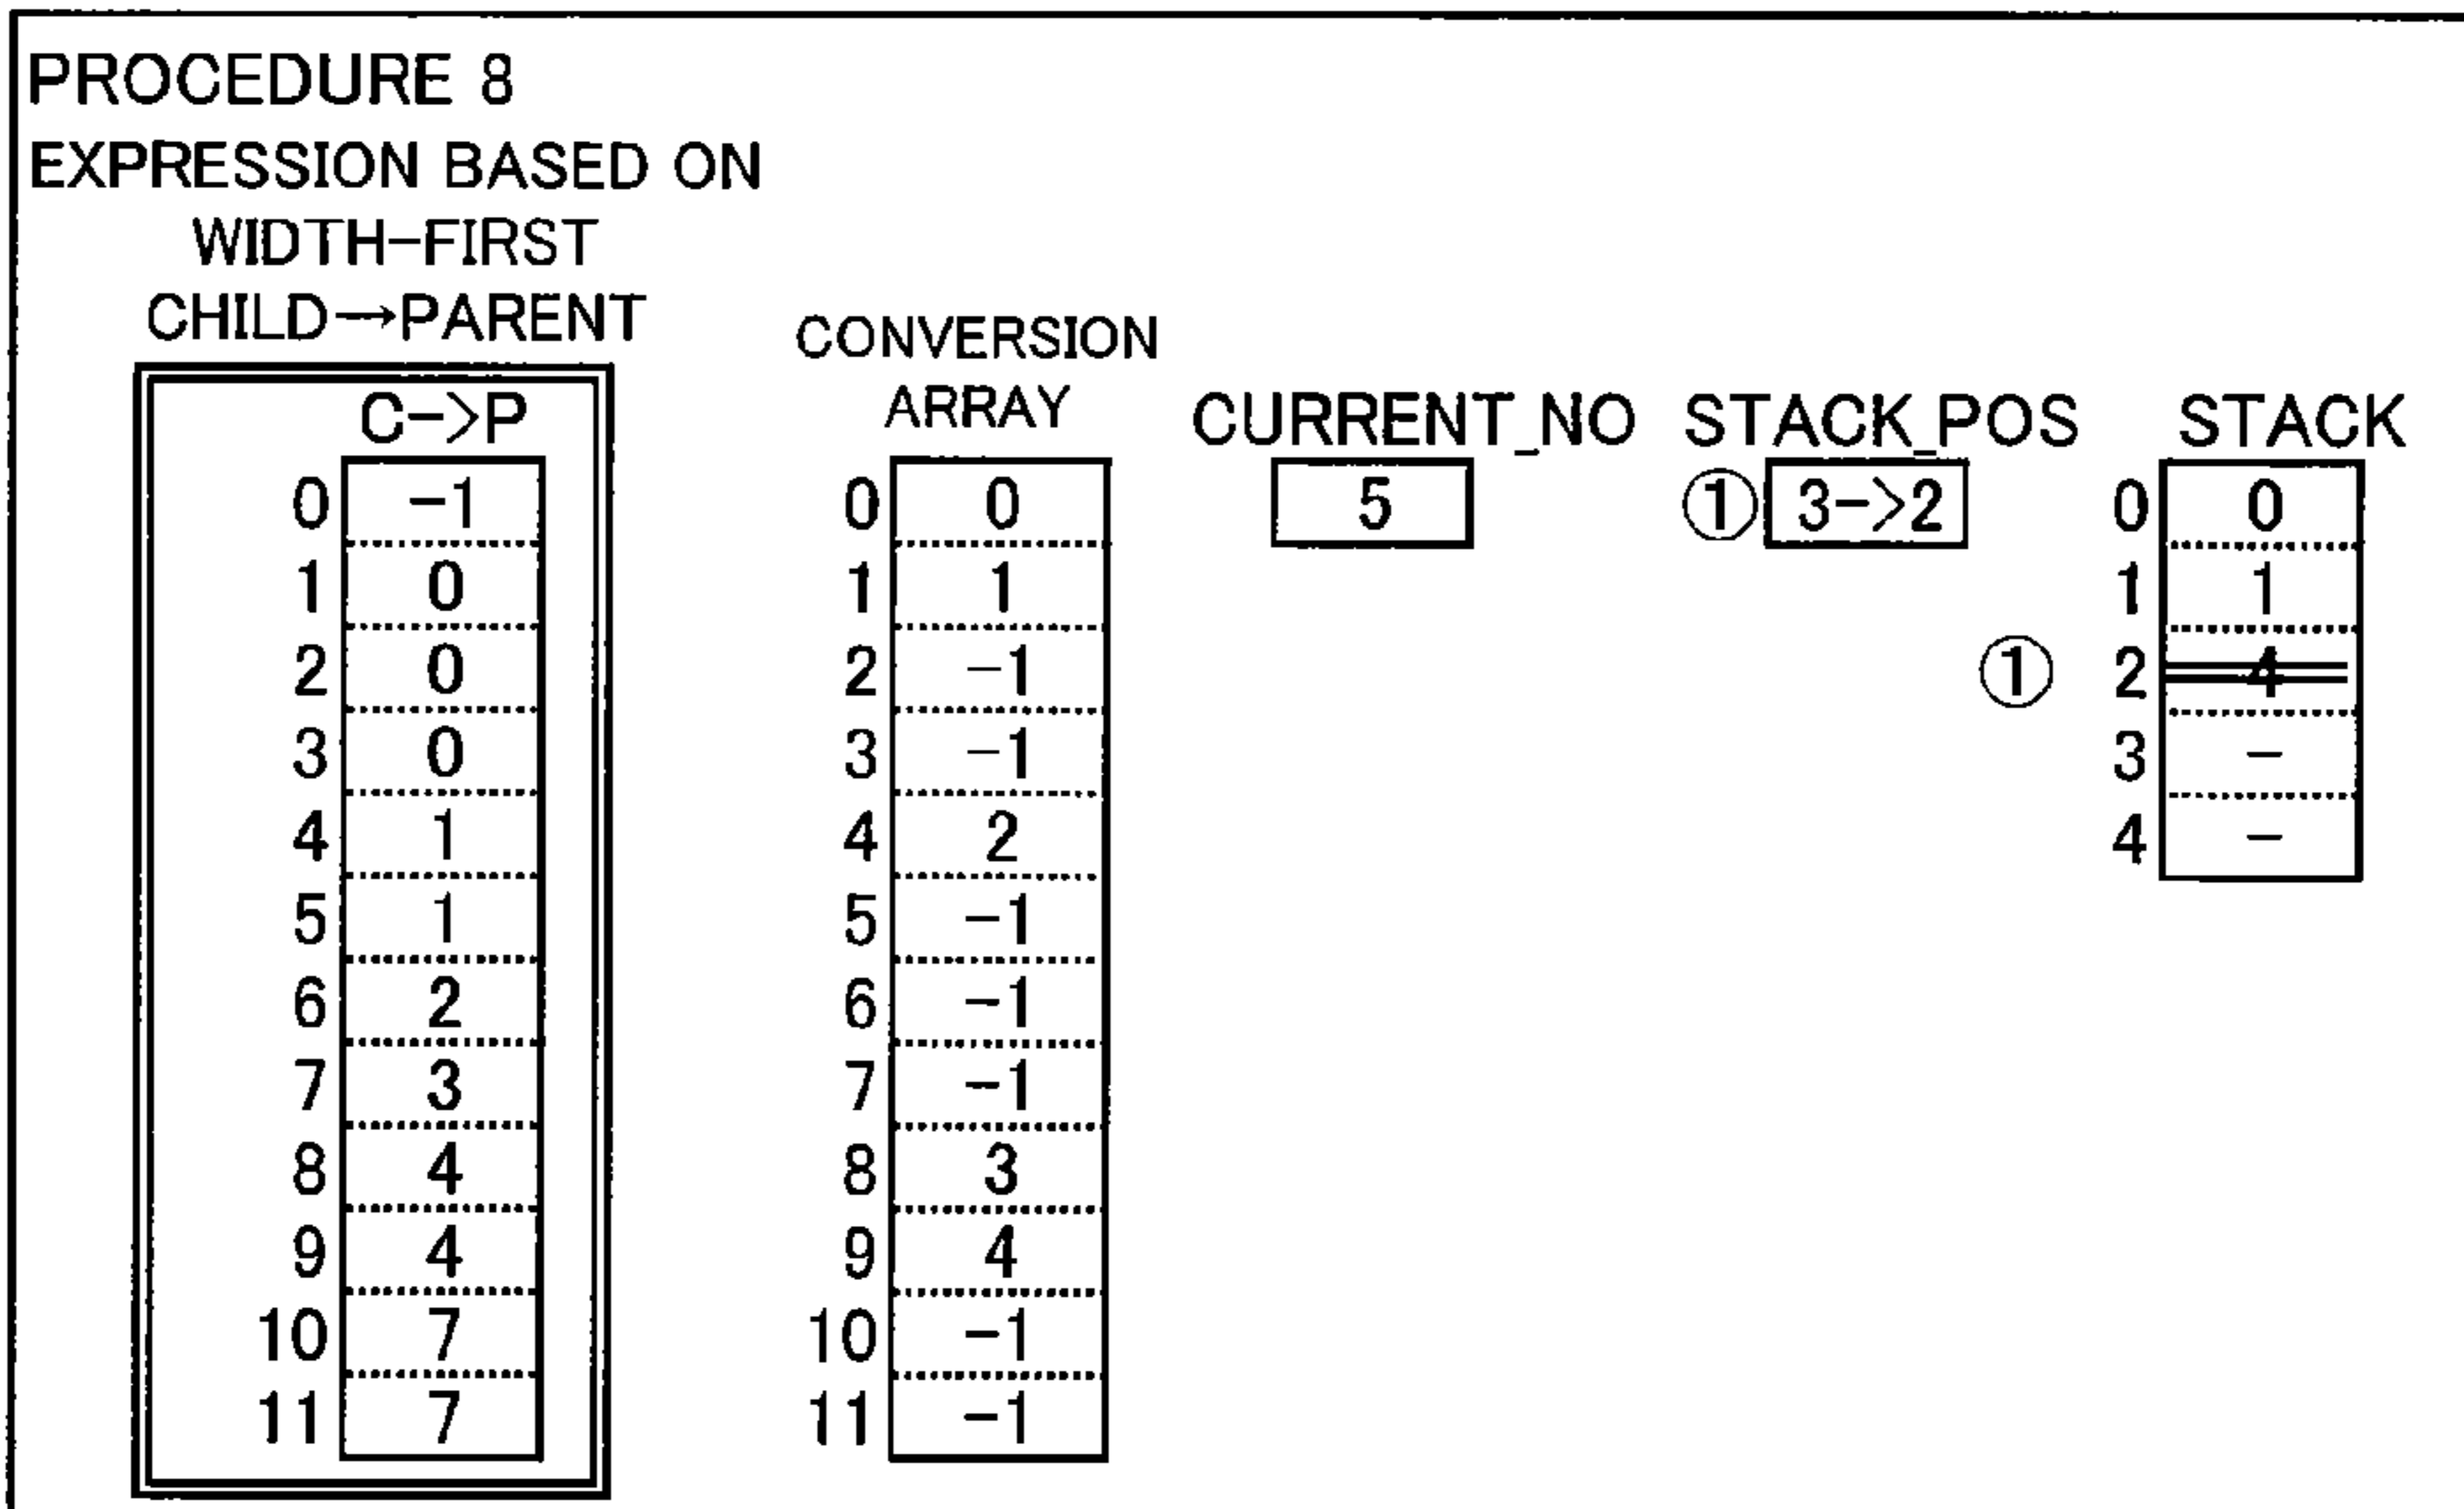 PROCEDURE 8
EXPRESSION BASED ON
WIDTH-FIRST
CHILD→PARENT
CONVERSION
ARRAY
C->P
CURRENT_NO STACK_POS STACK
0 -1 0 0 5 ① 3->2 0 0
1 0 1 1 1 1
2 0 2 -1 ① 2 4
3 0 3 -1 3 -
4 1 4 2 4 -
5 1 5 -1
6 2 6 -1
7 3 7 -1
8 4 8 3
9 4 9 4
10 7 10 -1
11 7 11 -1